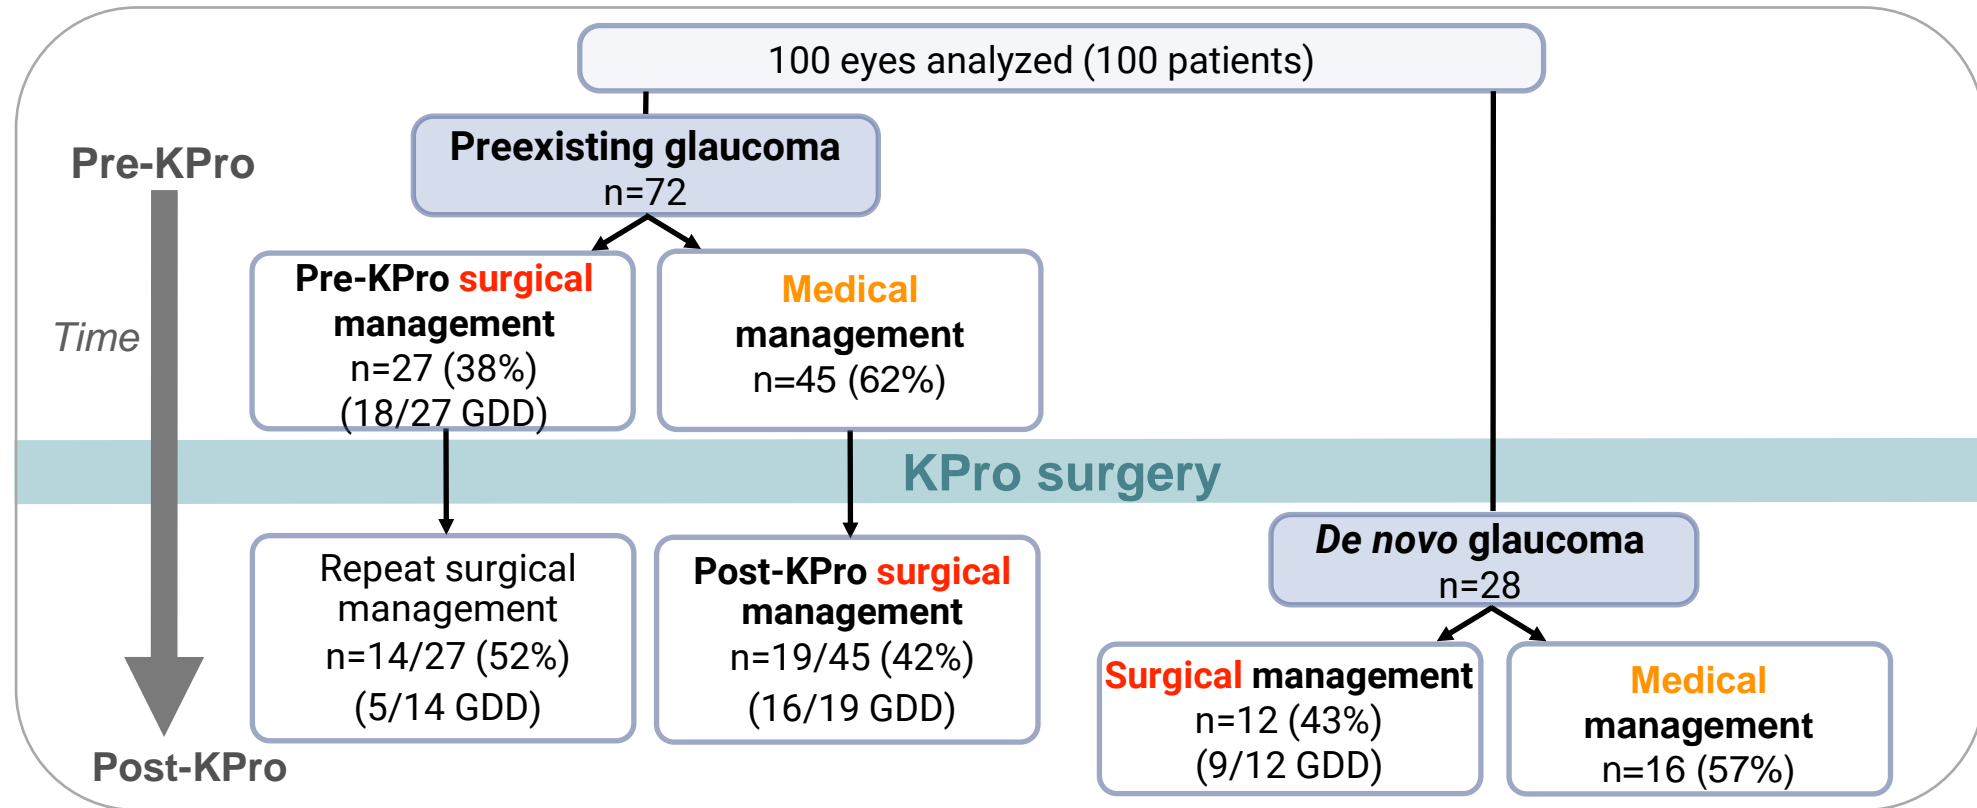 100 eyes analyzed (100 patients)
Pre-KPro
Preexisting glaucoma
n=72
Time
Pre-KPro surgical
management
n=27 (38%)
(18/27 GDD)
Medical
management
n=45 (62%)
KPro surgery
Repeat surgical
management
n=14/27 (52%)
(5/14 GDD)
Post-KPro surgical
management
n=19/45 (42%)
(16/19 GDD)
De novo glaucoma
n=28
Surgical management
n=12 (43%)
(9/12 GDD)
Medical
management
n=16 (57%)
Post-KPro